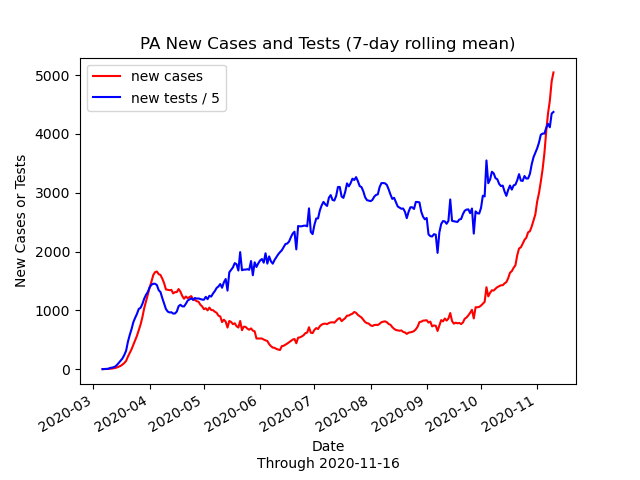 PA New Cases and Tests (7-day rolling mean)
new cases
new tests / 5
New Cases or Tests
5000
4000
3000
2000
1000
0
2020-03
2020-04
2020-05
2020-06
2020-07
2020-08
2020-09
2020-10
2020-11
Date
Through 2020-11-16